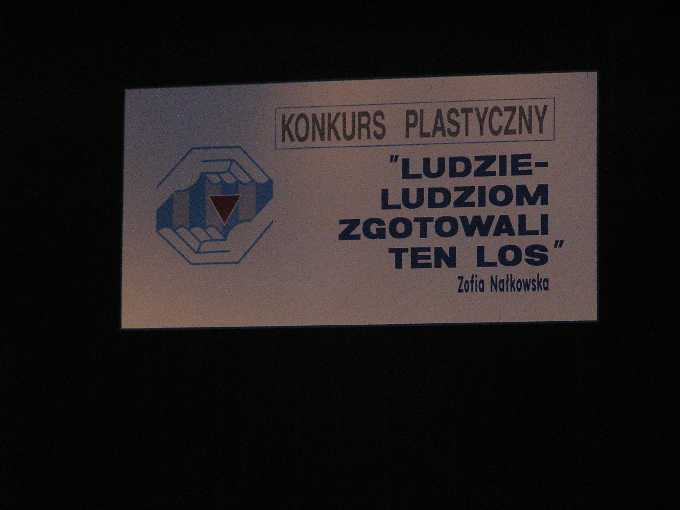 KONKURS PLASTYCZNY
"LUDZIE-
LUDZIOM
ZGOTOWALI
TEN LOS"
Zofia Nałkowska